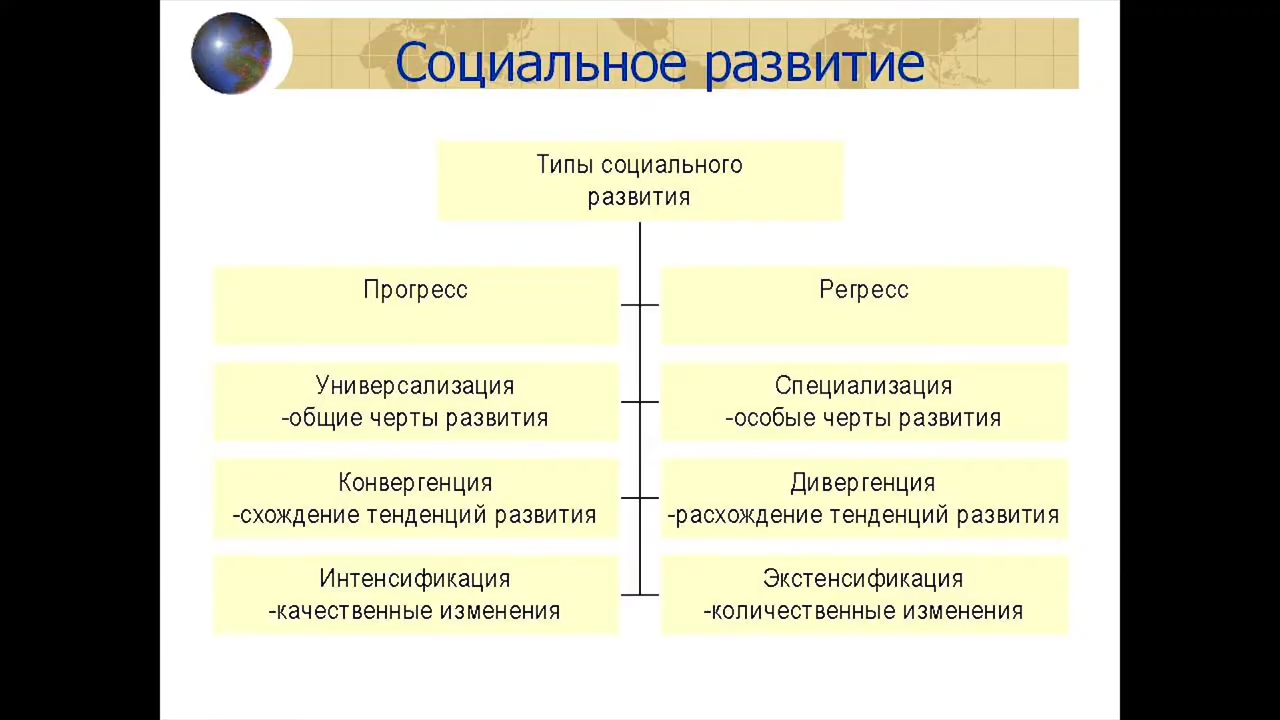 Социальное развитие
Типы социального
развития
Прогресс
Регресс
Универсализация
-общие черты развития
Специализация
-особые черты развития
Конвергенция
-схождение тенденций развития
Дивергенция
-расхождение тенденций развития
Интенсификация
-качественные изменения
Экстенсификация
-количественные изменения